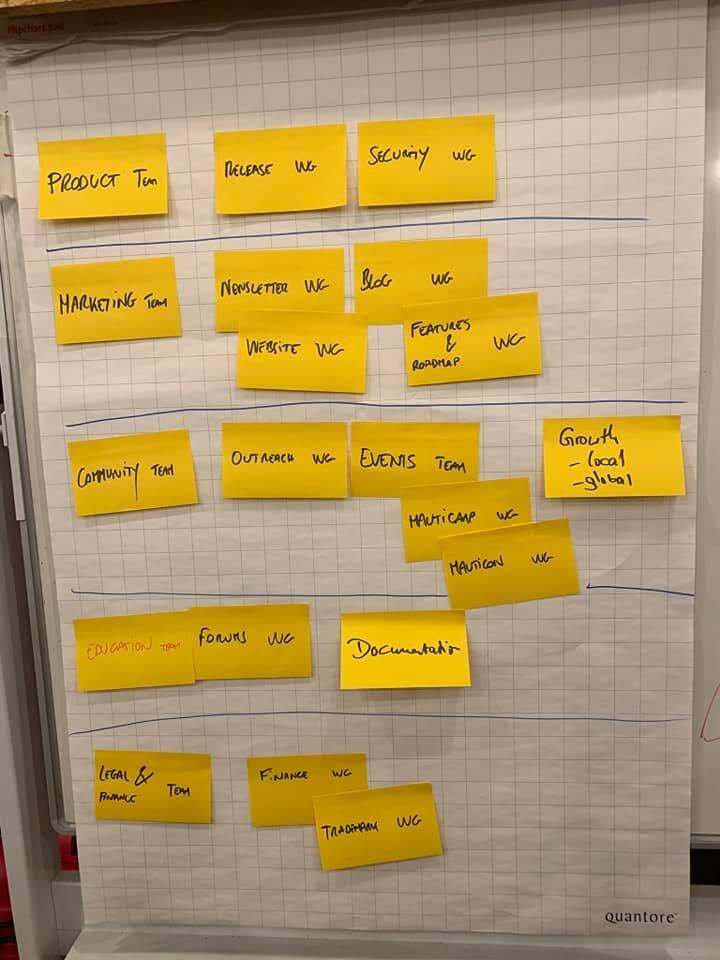 Flipchart pad
PRODUCT TEAM
RELEASE WG
SECURITY WG
MARKETING TEAM
NEWSLETTER WG
BLOG WG
WEBSITE WG
FEATURES
&
ROADMAP
WG
COMMUNITY TEAM
OUTREACH WG
EVENTS TEAM
Growth
- local
- global
MAUTICAMP WG
MAUTICON WG
EDUCATION TEAM
FORUMS WG
Documentation
LEGAL &
FINANCE TEAM
FINANCE WG
TRADEMARK WG
quantore